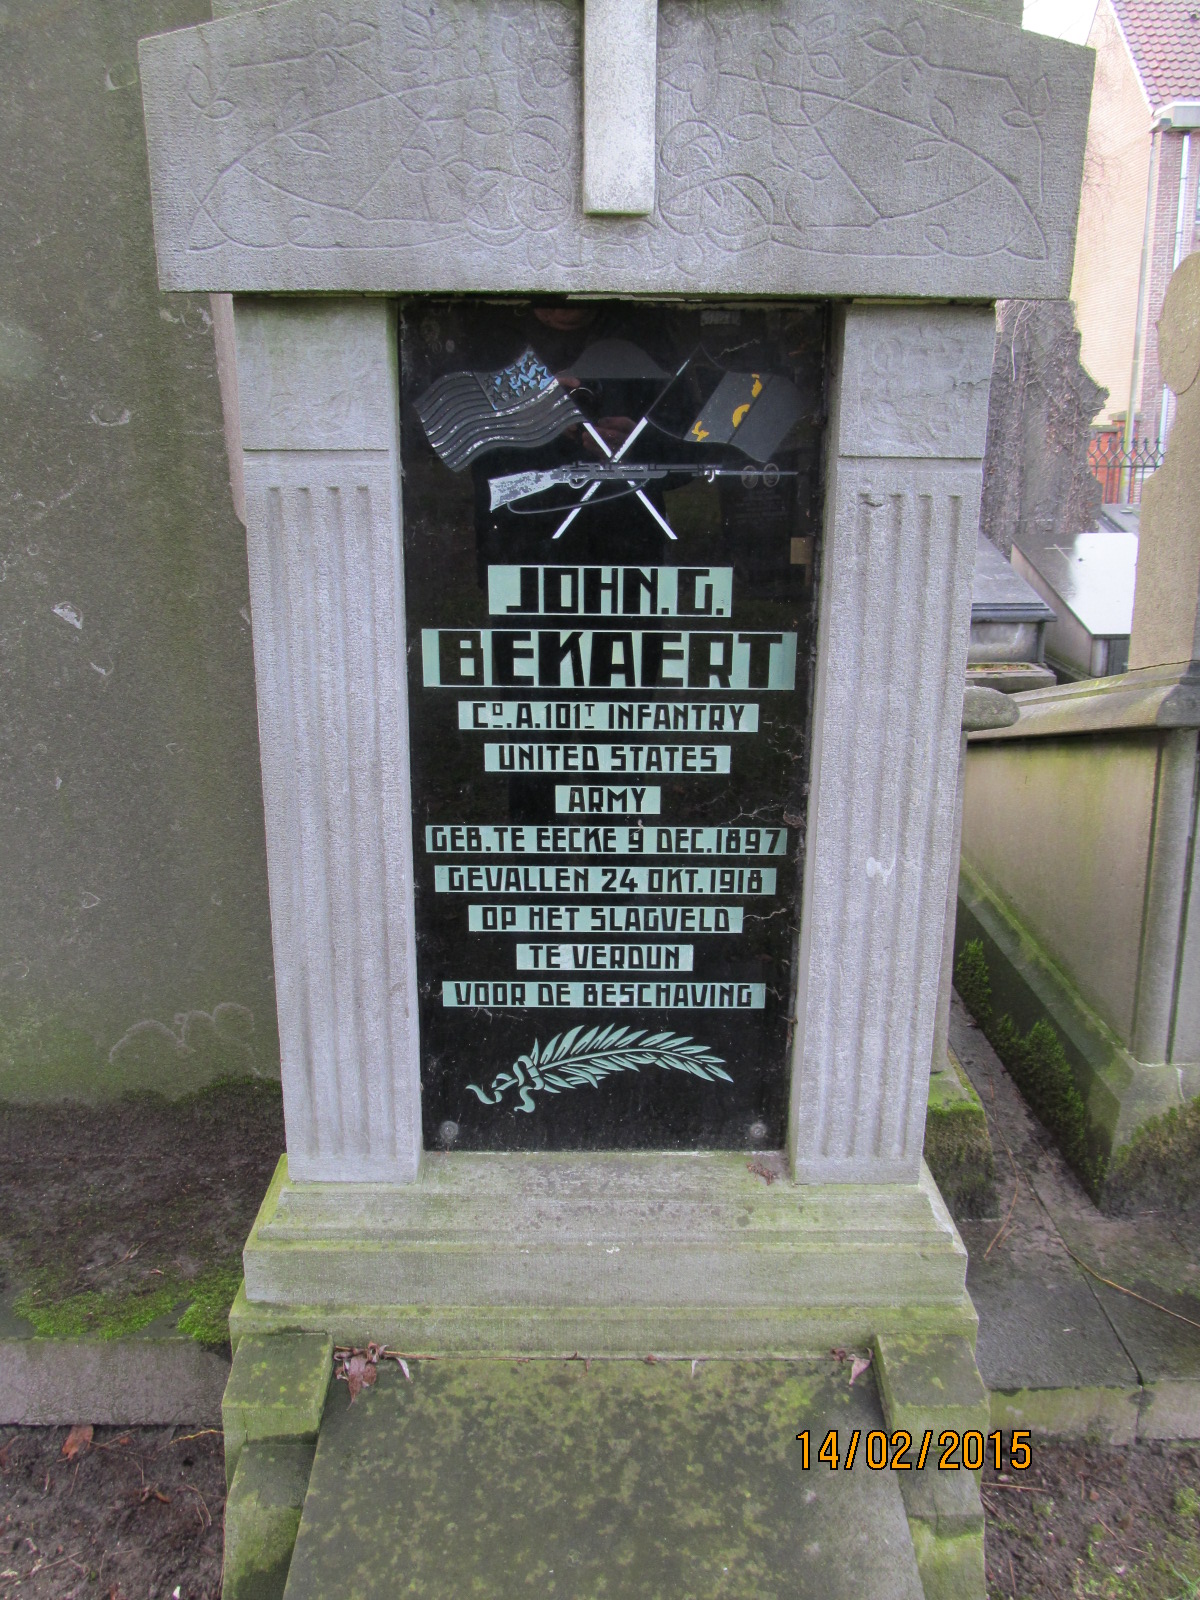 JOHN.G.
BEKAERT
Cº.A.101ᵀ INFANTRY
UNITED STATES
ARMY
GEB.TE EECKE 9 DEC.1897
GEVALLEN 24 OKT.1918
OP HET SLAGVELD
TE VERDUN
VOOR DE BESCHAVING
14/02/2015